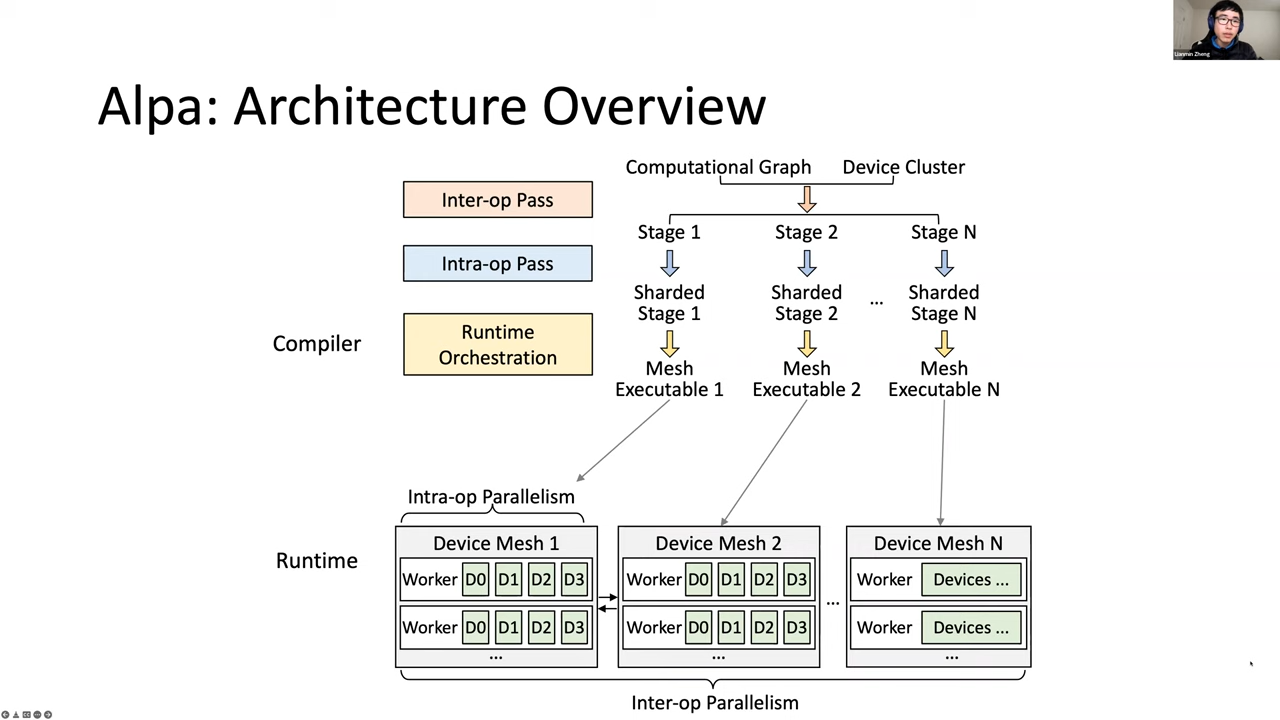 Lianmin Zheng
Alpa: Architecture Overview
Computational Graph Device Cluster
Inter-op Pass
Stage 1 Stage 2 Stage N
Intra-op Pass
Sharded Sharded Sharded
Stage 1 Stage 2 ... Stage N
Compiler
Runtime
Orchestration
Mesh Mesh Mesh
Executable 1 Executable 2 Executable N
Intra-op Parallelism
Runtime
Device Mesh 1 Device Mesh 2 Device Mesh N
Worker D0 D1 D2 D3 Worker D0 D1 D2 D3 Worker Devices ...
...
Worker D0 D1 D2 D3 Worker D0 D1 D2 D3 Worker Devices ...
... ... ...
Inter-op Parallelism